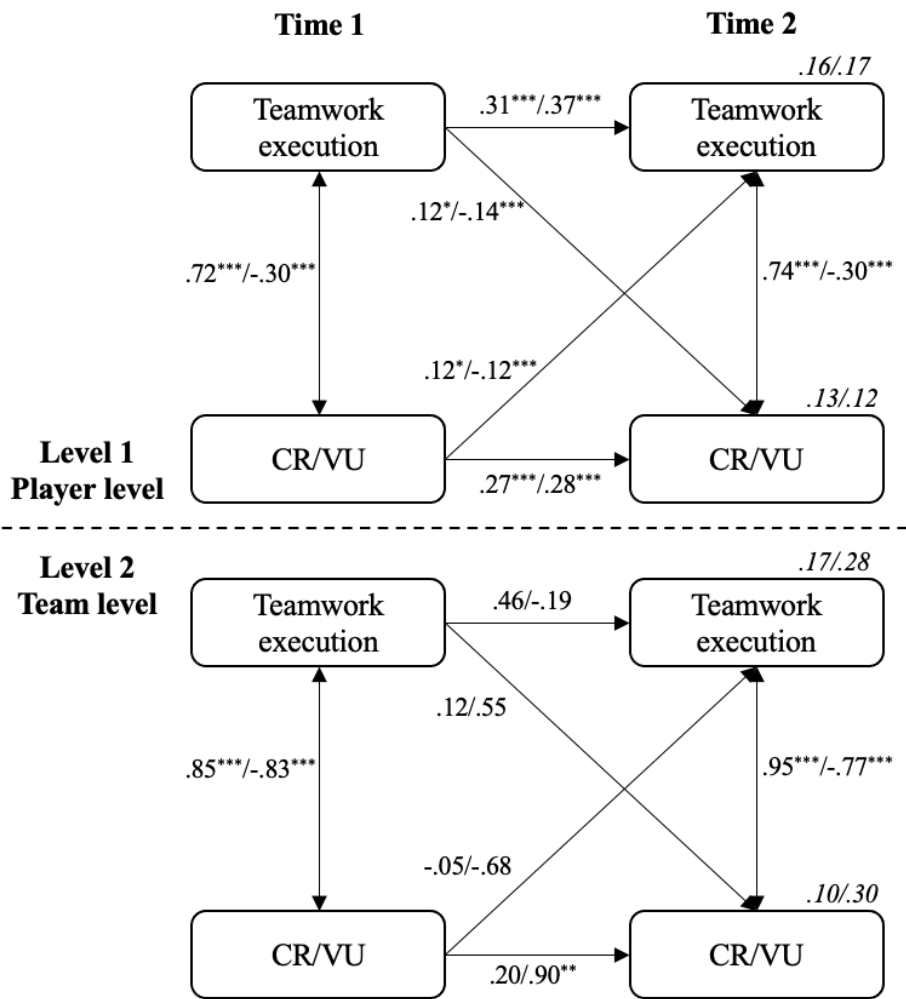 Time 1
Time 2
.16/.17
Teamwork
execution
.31***/.37***
Teamwork
execution
.12*/-.14***
.72***/-.30***
.74***/-.30***
.12*/-.12***
.13/.12
Level 1
Player level
CR/VU
.27***/.28***
CR/VU
Level 2
Team level
.17/.28
Teamwork
execution
.46/-.19
Teamwork
execution
.12/.55
.85***/-.83***
.95***/-.77***
-.05/-.68
.10/.30
CR/VU
.20/.90**
CR/VU